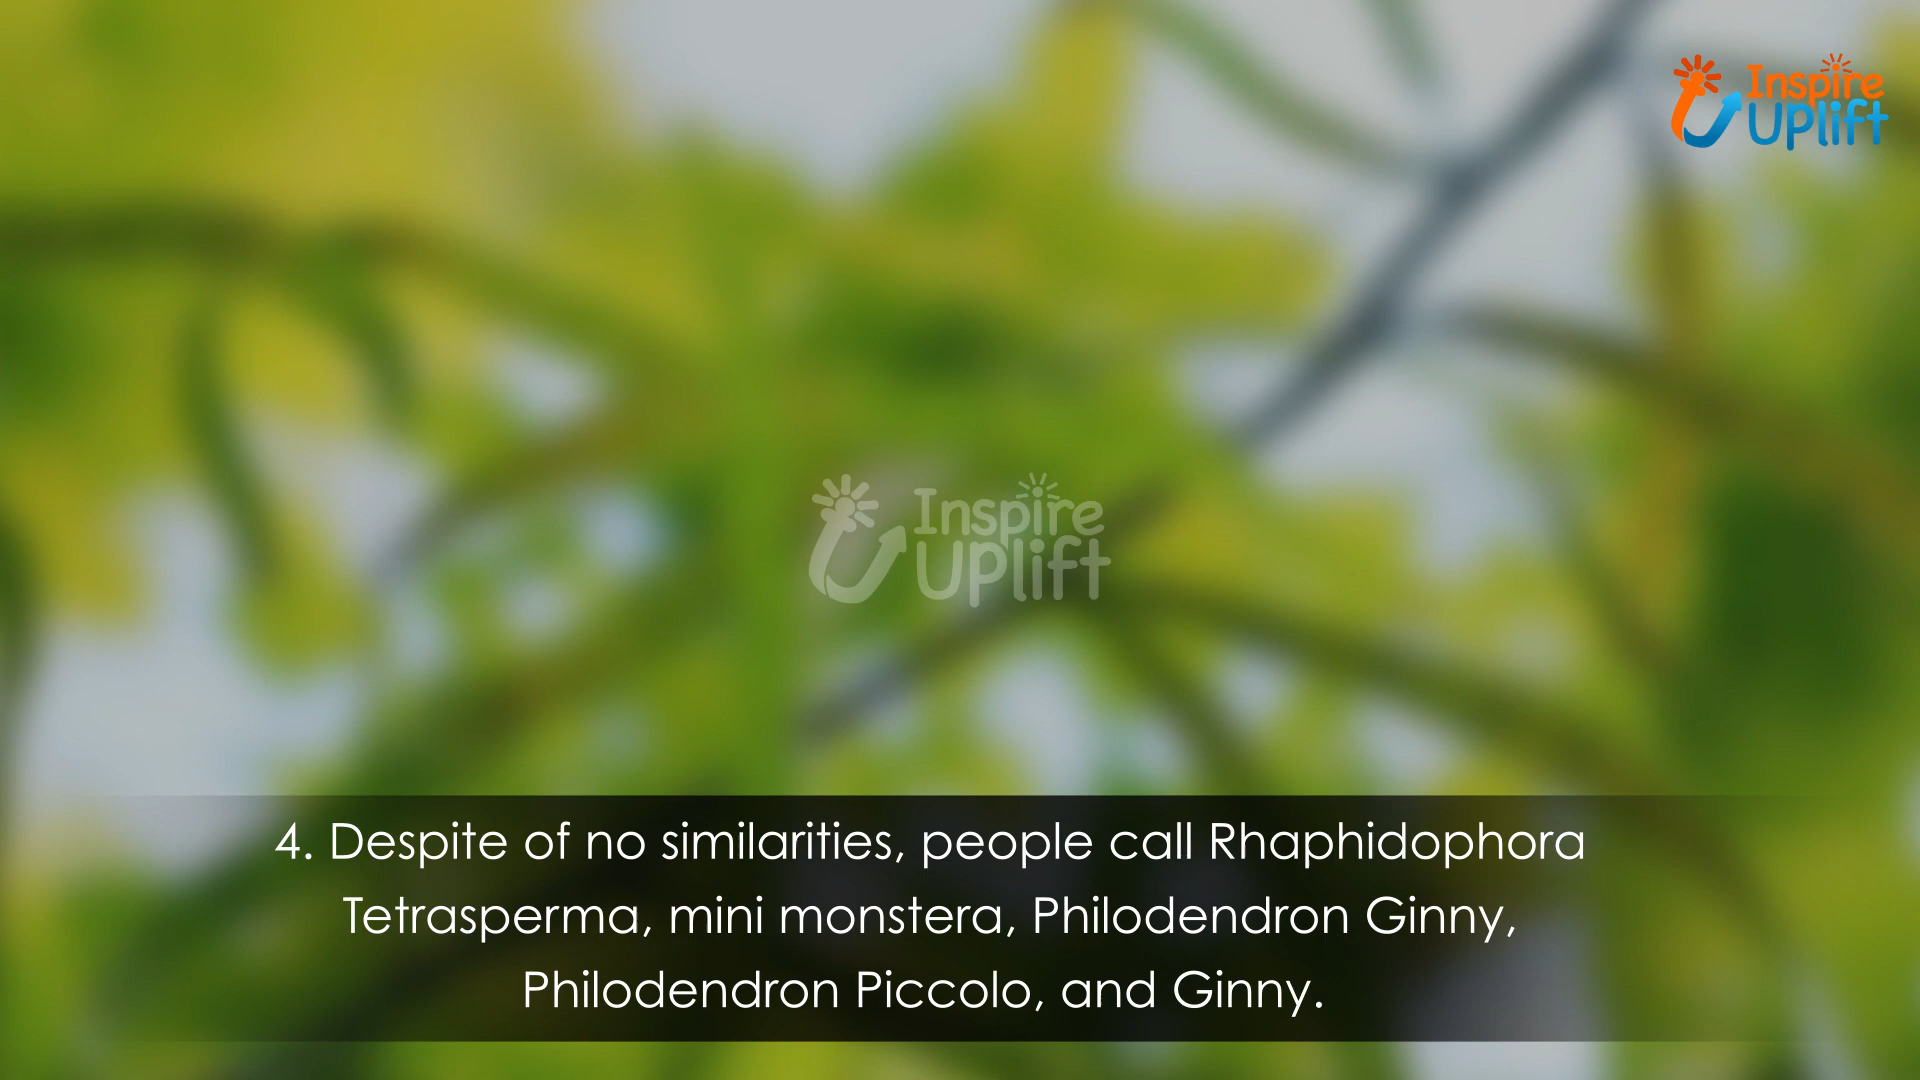 Inspire
Uplift
Inspire
Uplift
4. Despite of no similarities, people call Rhaphidophora
Tetrasperma, mini monstera, Philodendron Ginny,
Philodendron Piccolo, and Ginny.